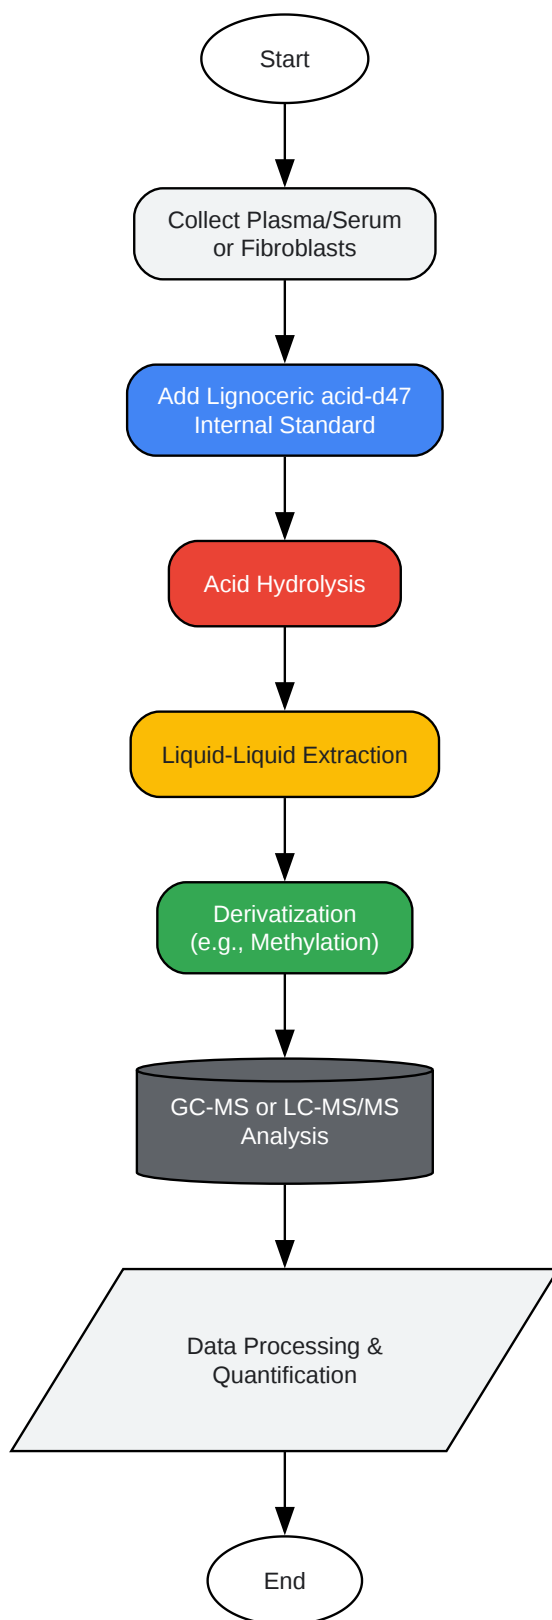 Start
Collect Plasma/Serum
or Fibroblasts
Add Lignoceric acid-d47
Internal Standard
Acid Hydrolysis
Liquid-Liquid Extraction
Derivatization
(e.g., Methylation)
GC-MS or LC-MS/MS
Analysis
Data Processing &
Quantification
End